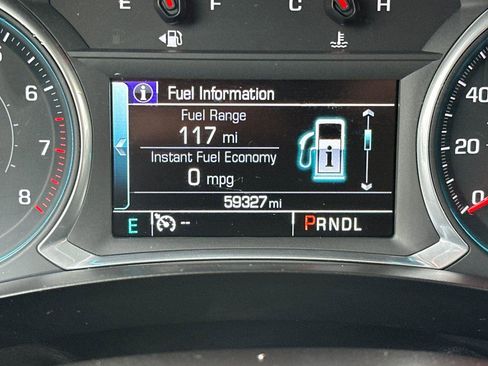 E C H
6
7
8
i Fuel Information
Fuel Range
117 mi
Instant Fuel Economy
0 mpg
i
59327 mi
E -- PRNDL
40
20
0